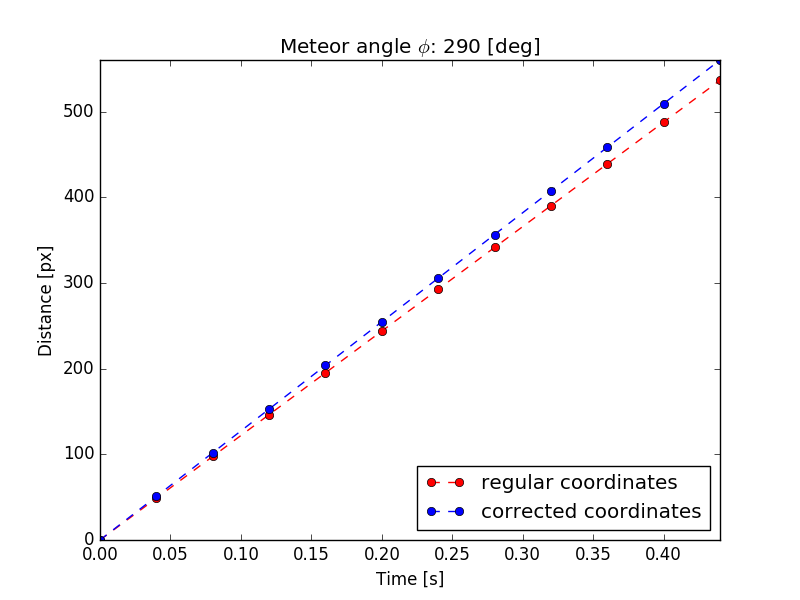 Meteor angle ϕ: 290 [deg]
Distance [px]
500
400
300
200
100
0
0.00 0.05 0.10 0.15 0.20 0.25 0.30 0.35 0.40
Time [s]
regular coordinates
corrected coordinates